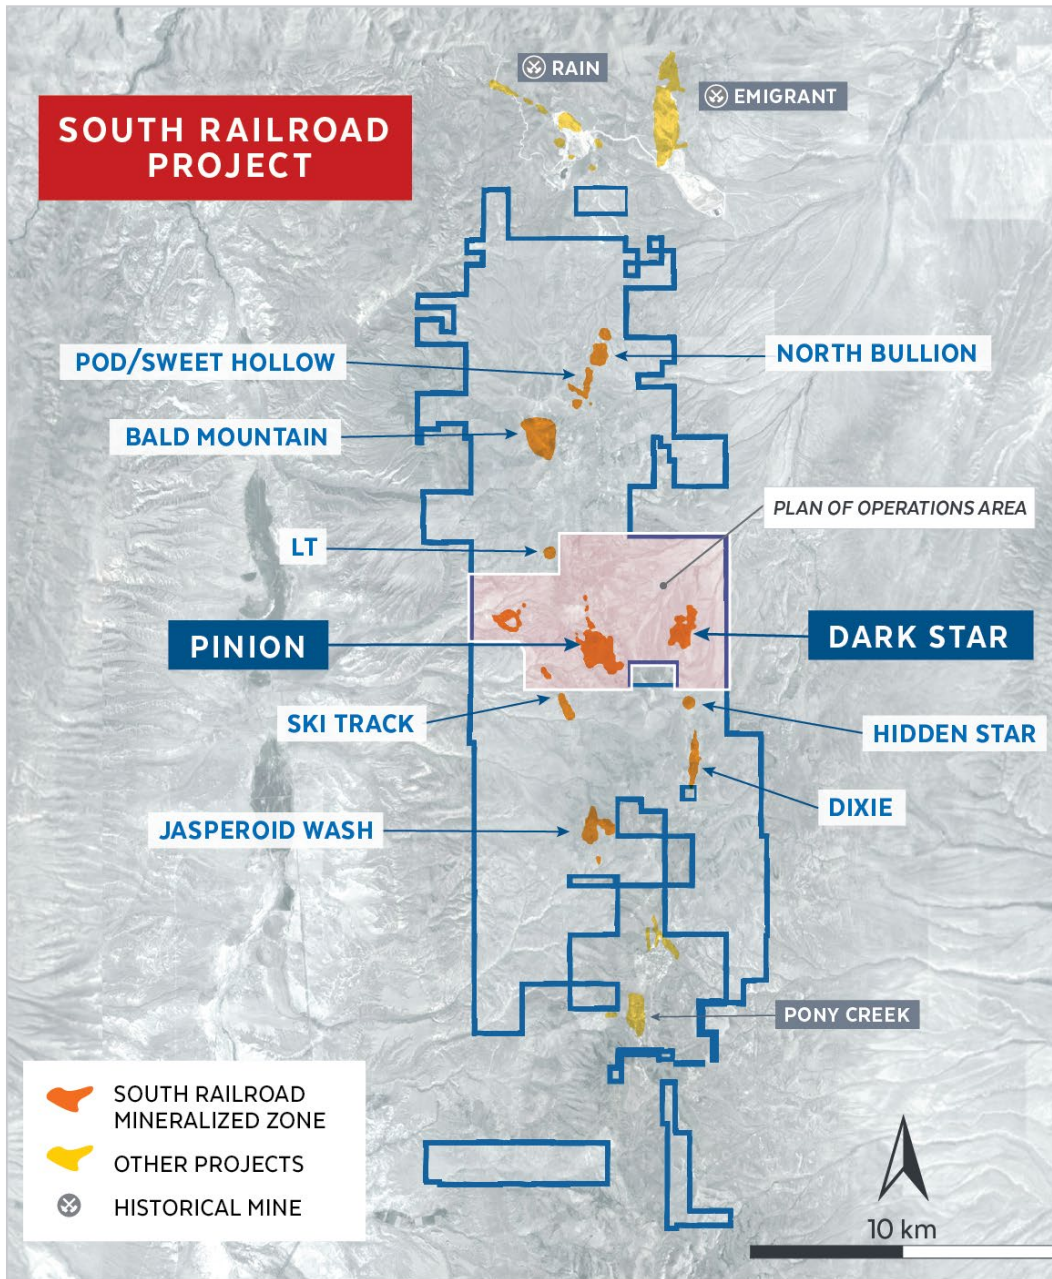 RAIN
EMIGRANT
SOUTH RAILROAD
PROJECT
POD/SWEET HOLLOW
NORTH BULLION
BALD MOUNTAIN
PLAN OF OPERATIONS AREA
LT
PINION
DARK STAR
SKI TRACK
HIDDEN STAR
DIXIE
JASPEROID WASH
PONY CREEK
SOUTH RAILROAD
MINERALIZED ZONE
OTHER PROJECTS
HISTORICAL MINE
10 km